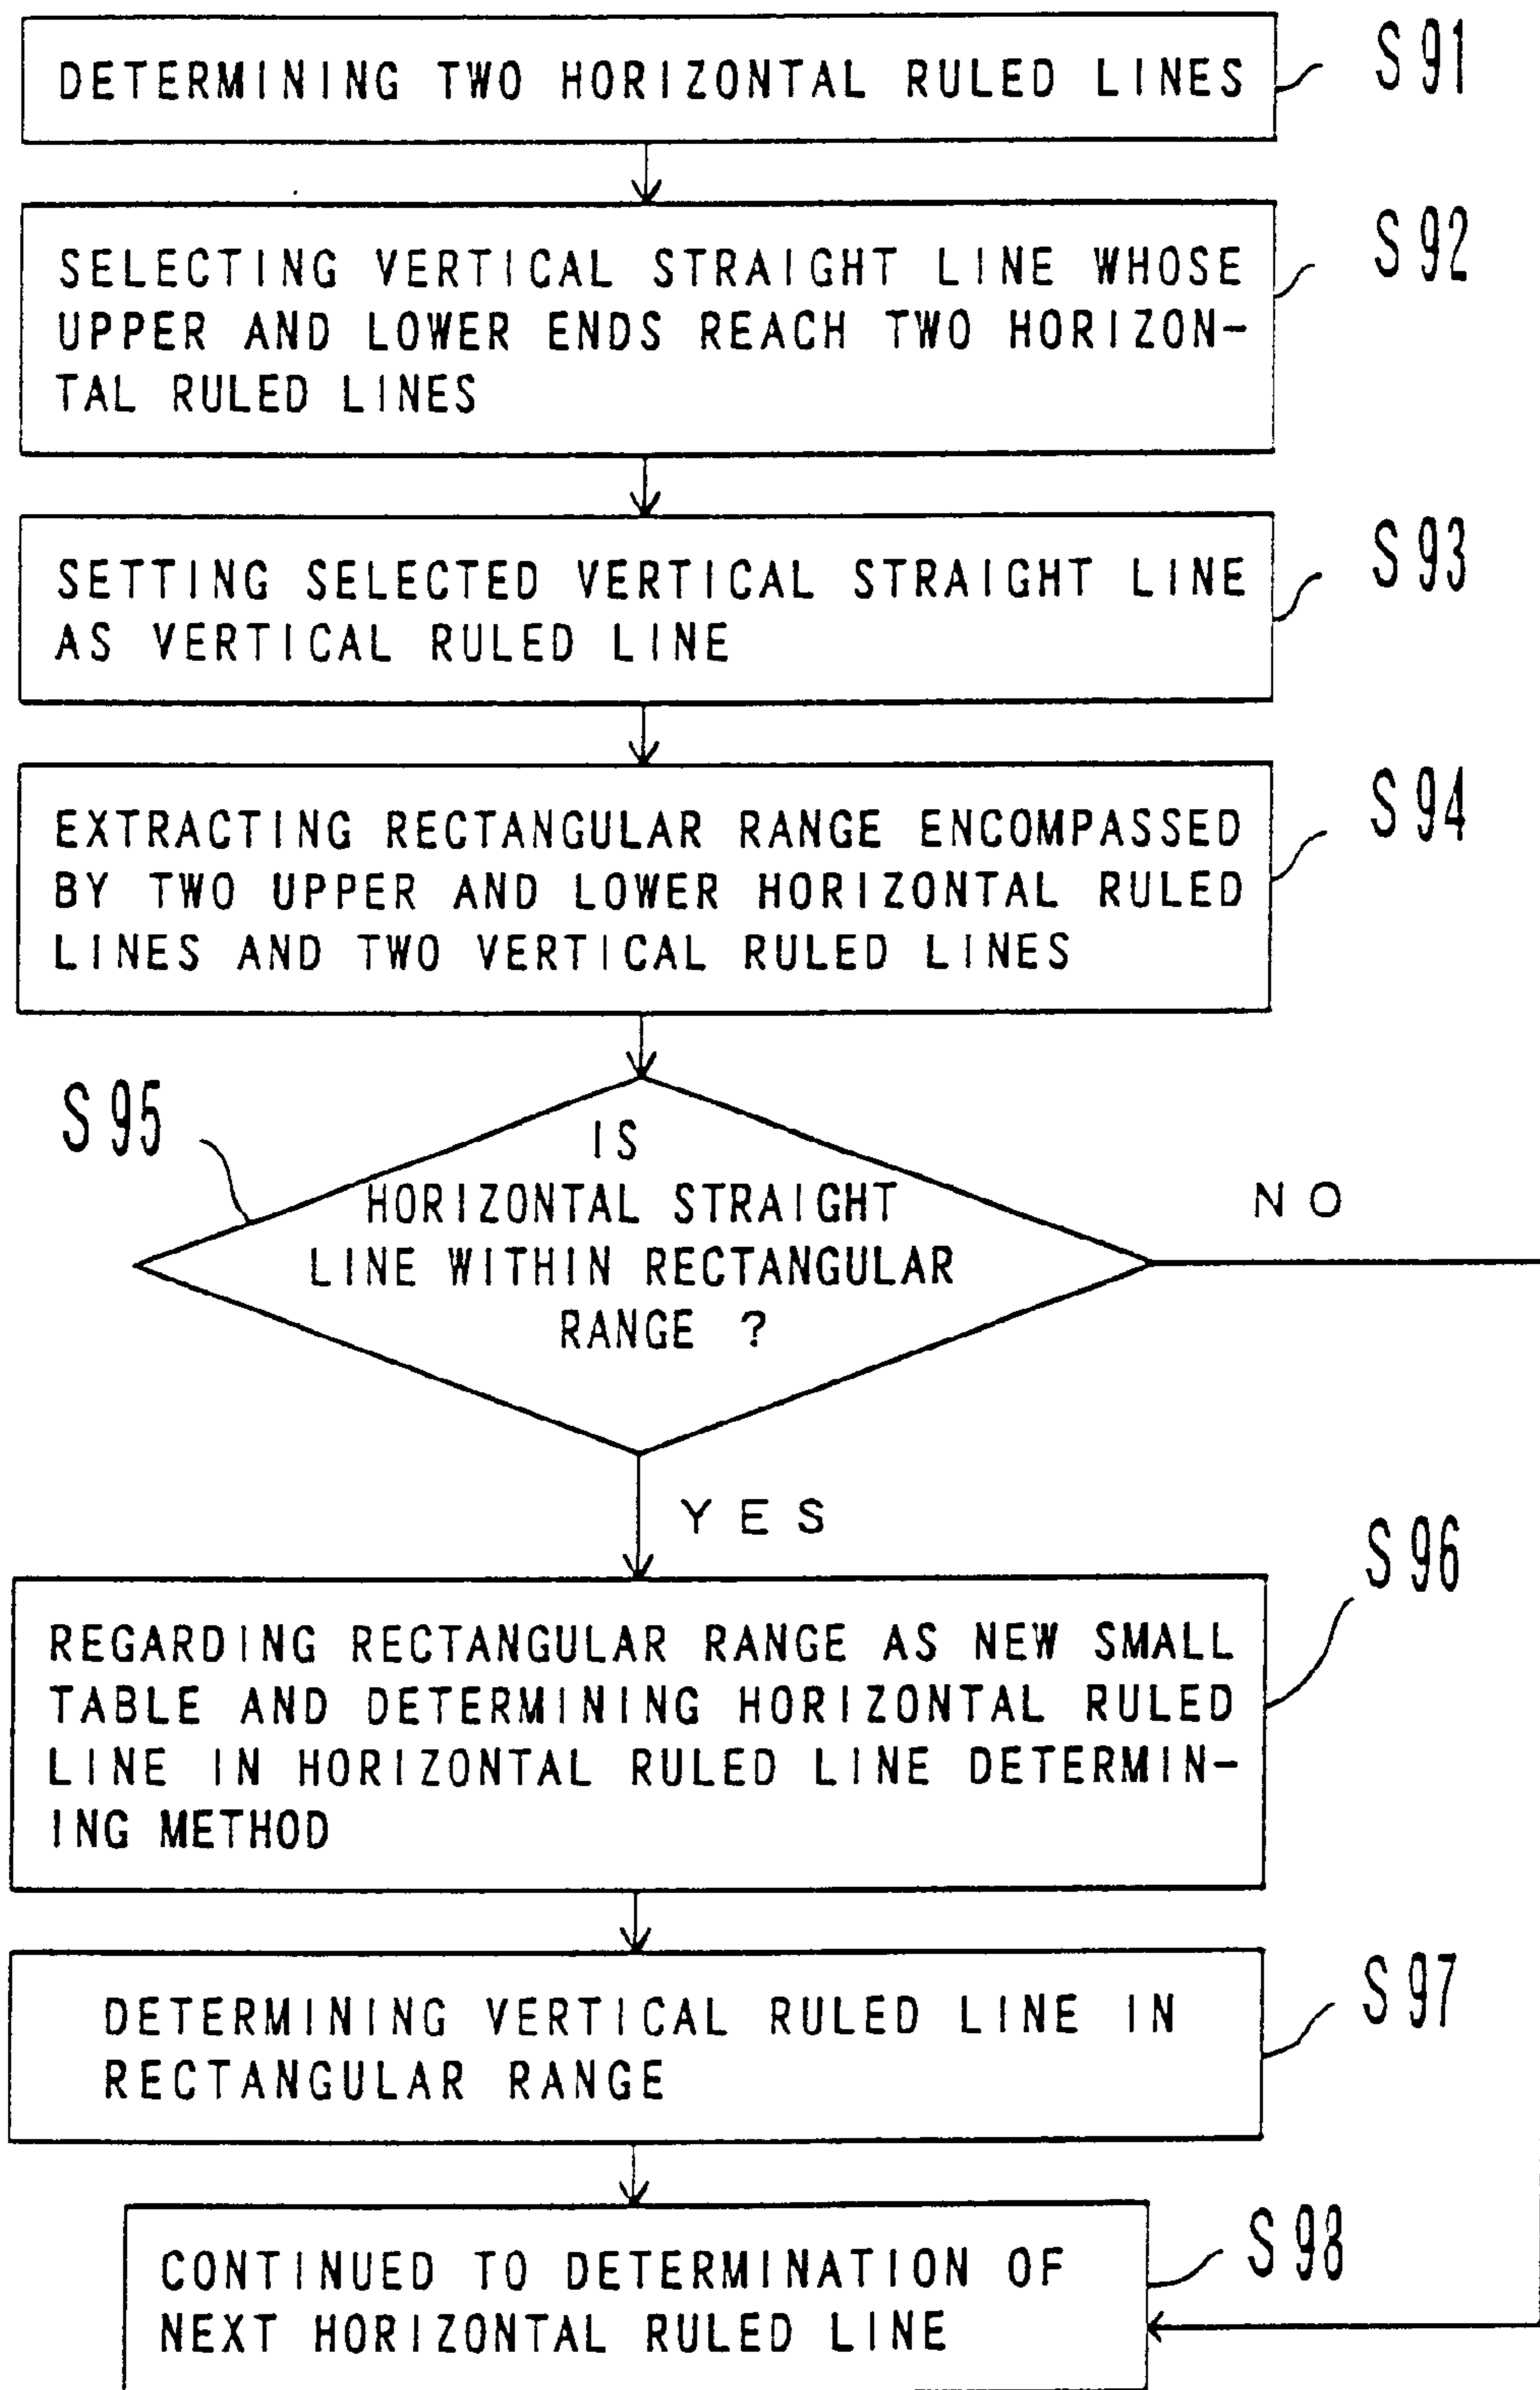 DETERMINING TWO HORIZONTAL RULED LINES
S91
SELECTING VERTICAL STRAIGHT LINE WHOSE
UPPER AND LOWER ENDS REACH TWO HORIZON-
TAL RULED LINES
S92
SETTING SELECTED VERTICAL STRAIGHT LINE
AS VERTICAL RULED LINE
S93
EXTRACTING RECTANGULAR RANGE ENCOMPASSED
BY TWO UPPER AND LOWER HORIZONTAL RULED
LINES AND TWO VERTICAL RULED LINES
S94
S95
IS
HORIZONTAL STRAIGHT
LINE WITHIN RECTANGULAR
RANGE ?
NO
YES
REGARDING RECTANGULAR RANGE AS NEW SMALL
TABLE AND DETERMINING HORIZONTAL RULED
LINE IN HORIZONTAL RULED LINE DETERMIN-
ING METHOD
S96
DETERMINING VERTICAL RULED LINE IN
RECTANGULAR RANGE
S97
CONTINUED TO DETERMINATION OF
NEXT HORIZONTAL RULED LINE
S98